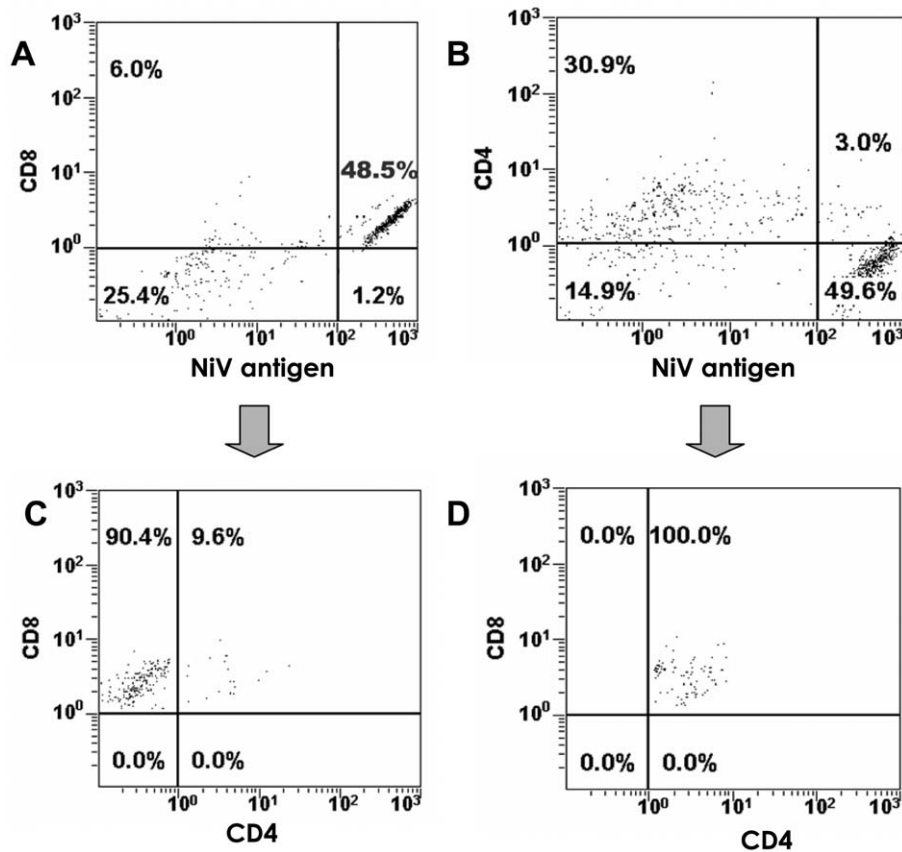 A
CD8
10³
10²
10¹
10⁰
6.0%
48.5%
25.4%
1.2%
10⁰ 10¹ 10² 10³
NiV antigen
B
CD4
10³
10²
10¹
10⁰
30.9%
3.0%
14.9%
49.6%
10⁰ 10¹ 10² 10³
NiV antigen
C
CD8
10³
10²
10¹
10⁰
90.4% 9.6%
0.0% 0.0%
10⁰ 10¹ 10² 10³
CD4
D
CD8
10³
10²
10¹
10⁰
0.0% 100.0%
0.0% 0.0%
10⁰ 10¹ 10² 10³
CD4